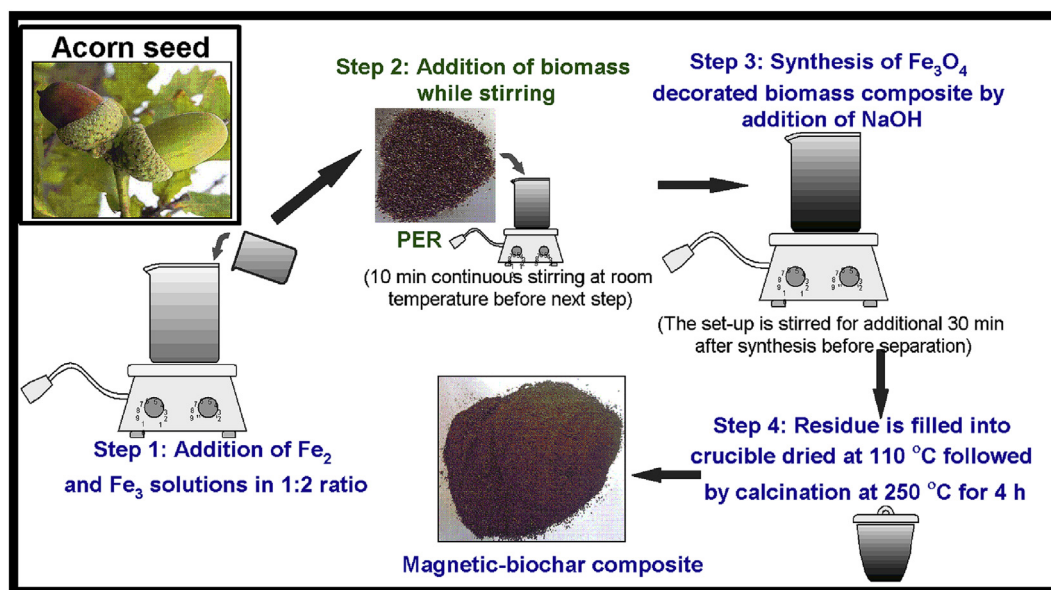 Acorn seed
Step 1: Addition of Fe₂
and Fe₃ solutions in 1:2 ratio
Step 2: Addition of biomass
while stirring
PER
(10 min continuous stirring at room
temperature before next step)
Step 3: Synthesis of Fe₃O₄
decorated biomass composite by
addition of NaOH
(The set-up is stirred for additional 30 min
after synthesis before separation)
Step 4: Residue is filled into
crucible dried at 110 °C followed
by calcination at 250 °C for 4 h
Magnetic-biochar composite